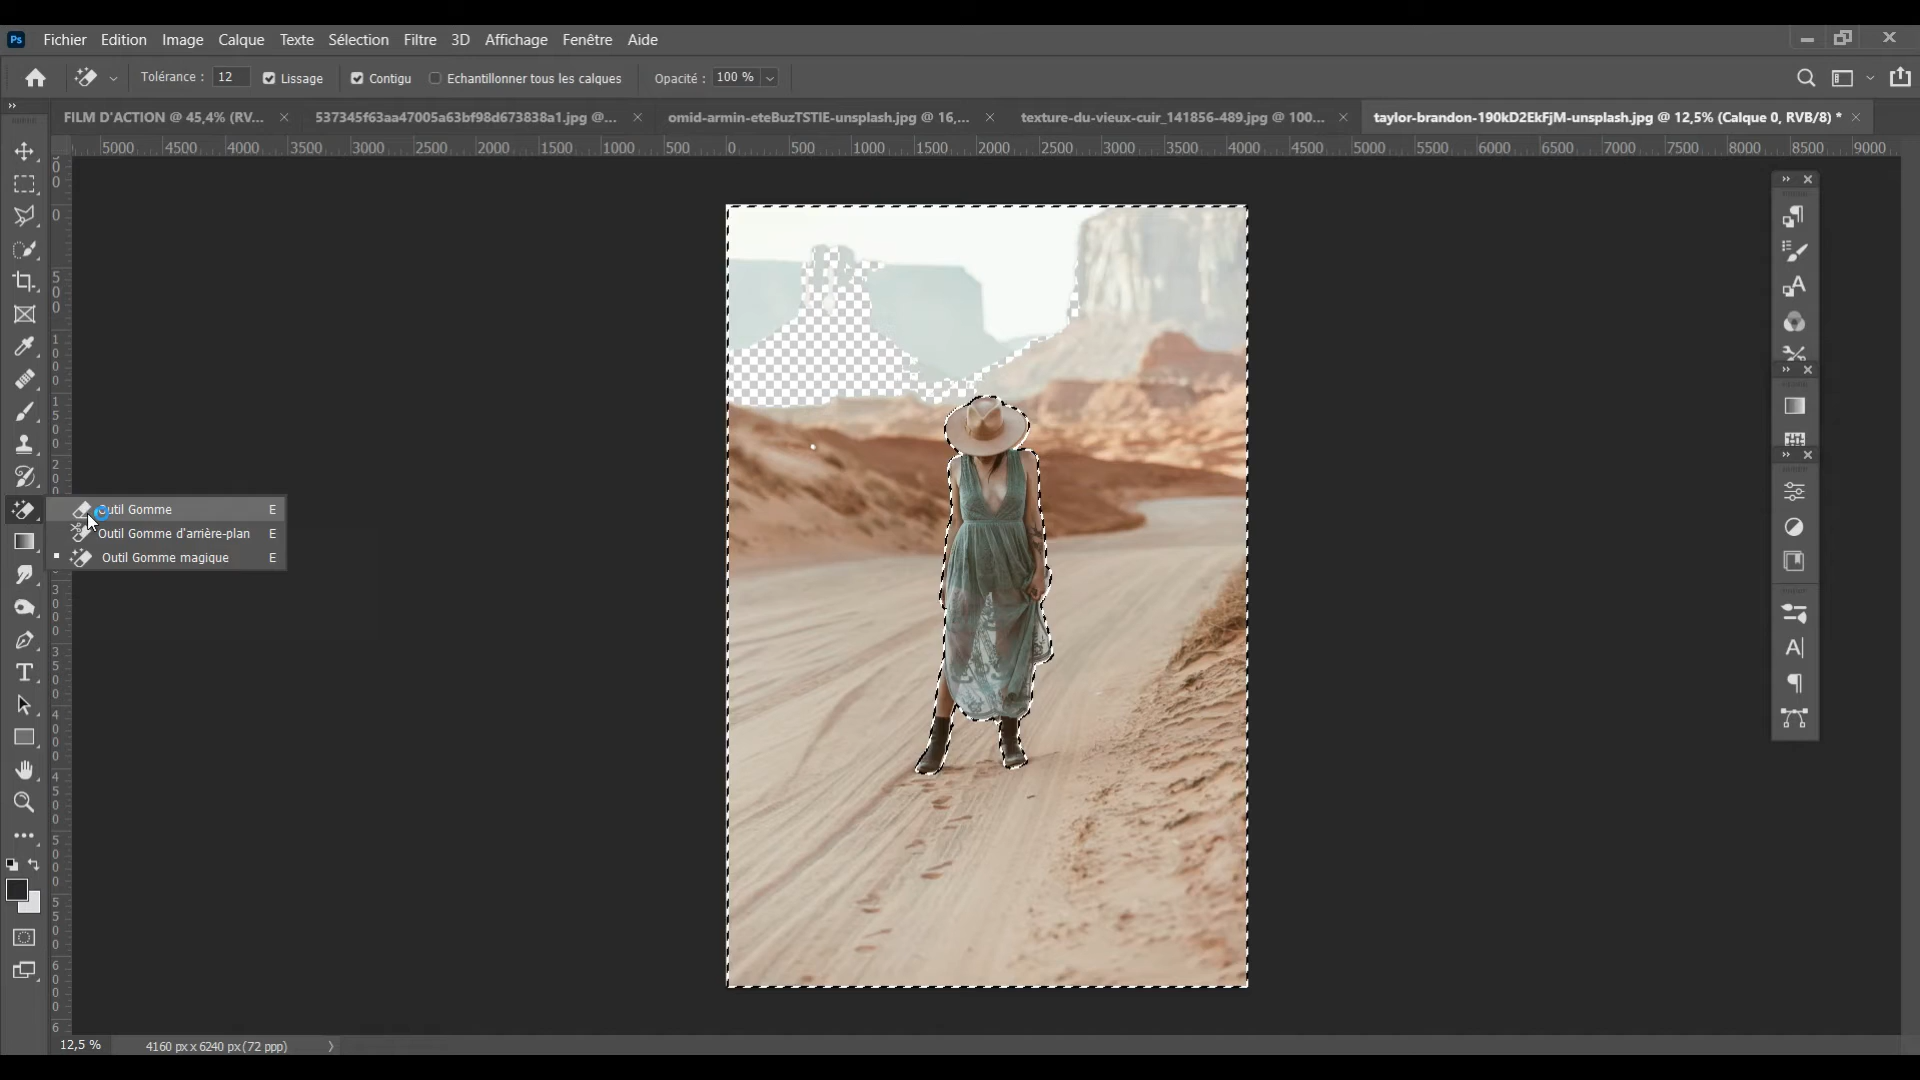 Ps Fichier Edition Image Calque Texte Sélection Filtre 3D Affichage Fenêtre Aide
Tolérance : 12 Lissage Contigu Echantillonner tous les calques Opacité : 100 %
FILM D'ACTION @ 45,4% (RV... 537345f63aa47005a63bf98d673838a1.jpg @... omid-armin-eteBuzTSTIE-unsplash.jpg @ 16,... texture-du-vieux-cuir_141856-489.jpg @ 100... taylor-brandon-190kD2EkFjM-unsplash.jpg @ 12,5% (Calque 0, RVB/8) *
5000 4500 4000 3500 3000 2500 2000 1500 1000 500 0 500 1000 1500 2000 2500 3000 3500 4000 4500 5000 5500 6000 6500 7000 7500 8000 8500 9000
Outil Gomme E
Outil Gomme d'arrière-plan E
Outil Gomme magique E
12,5 % 4160 px x 6240 px (72 ppp)